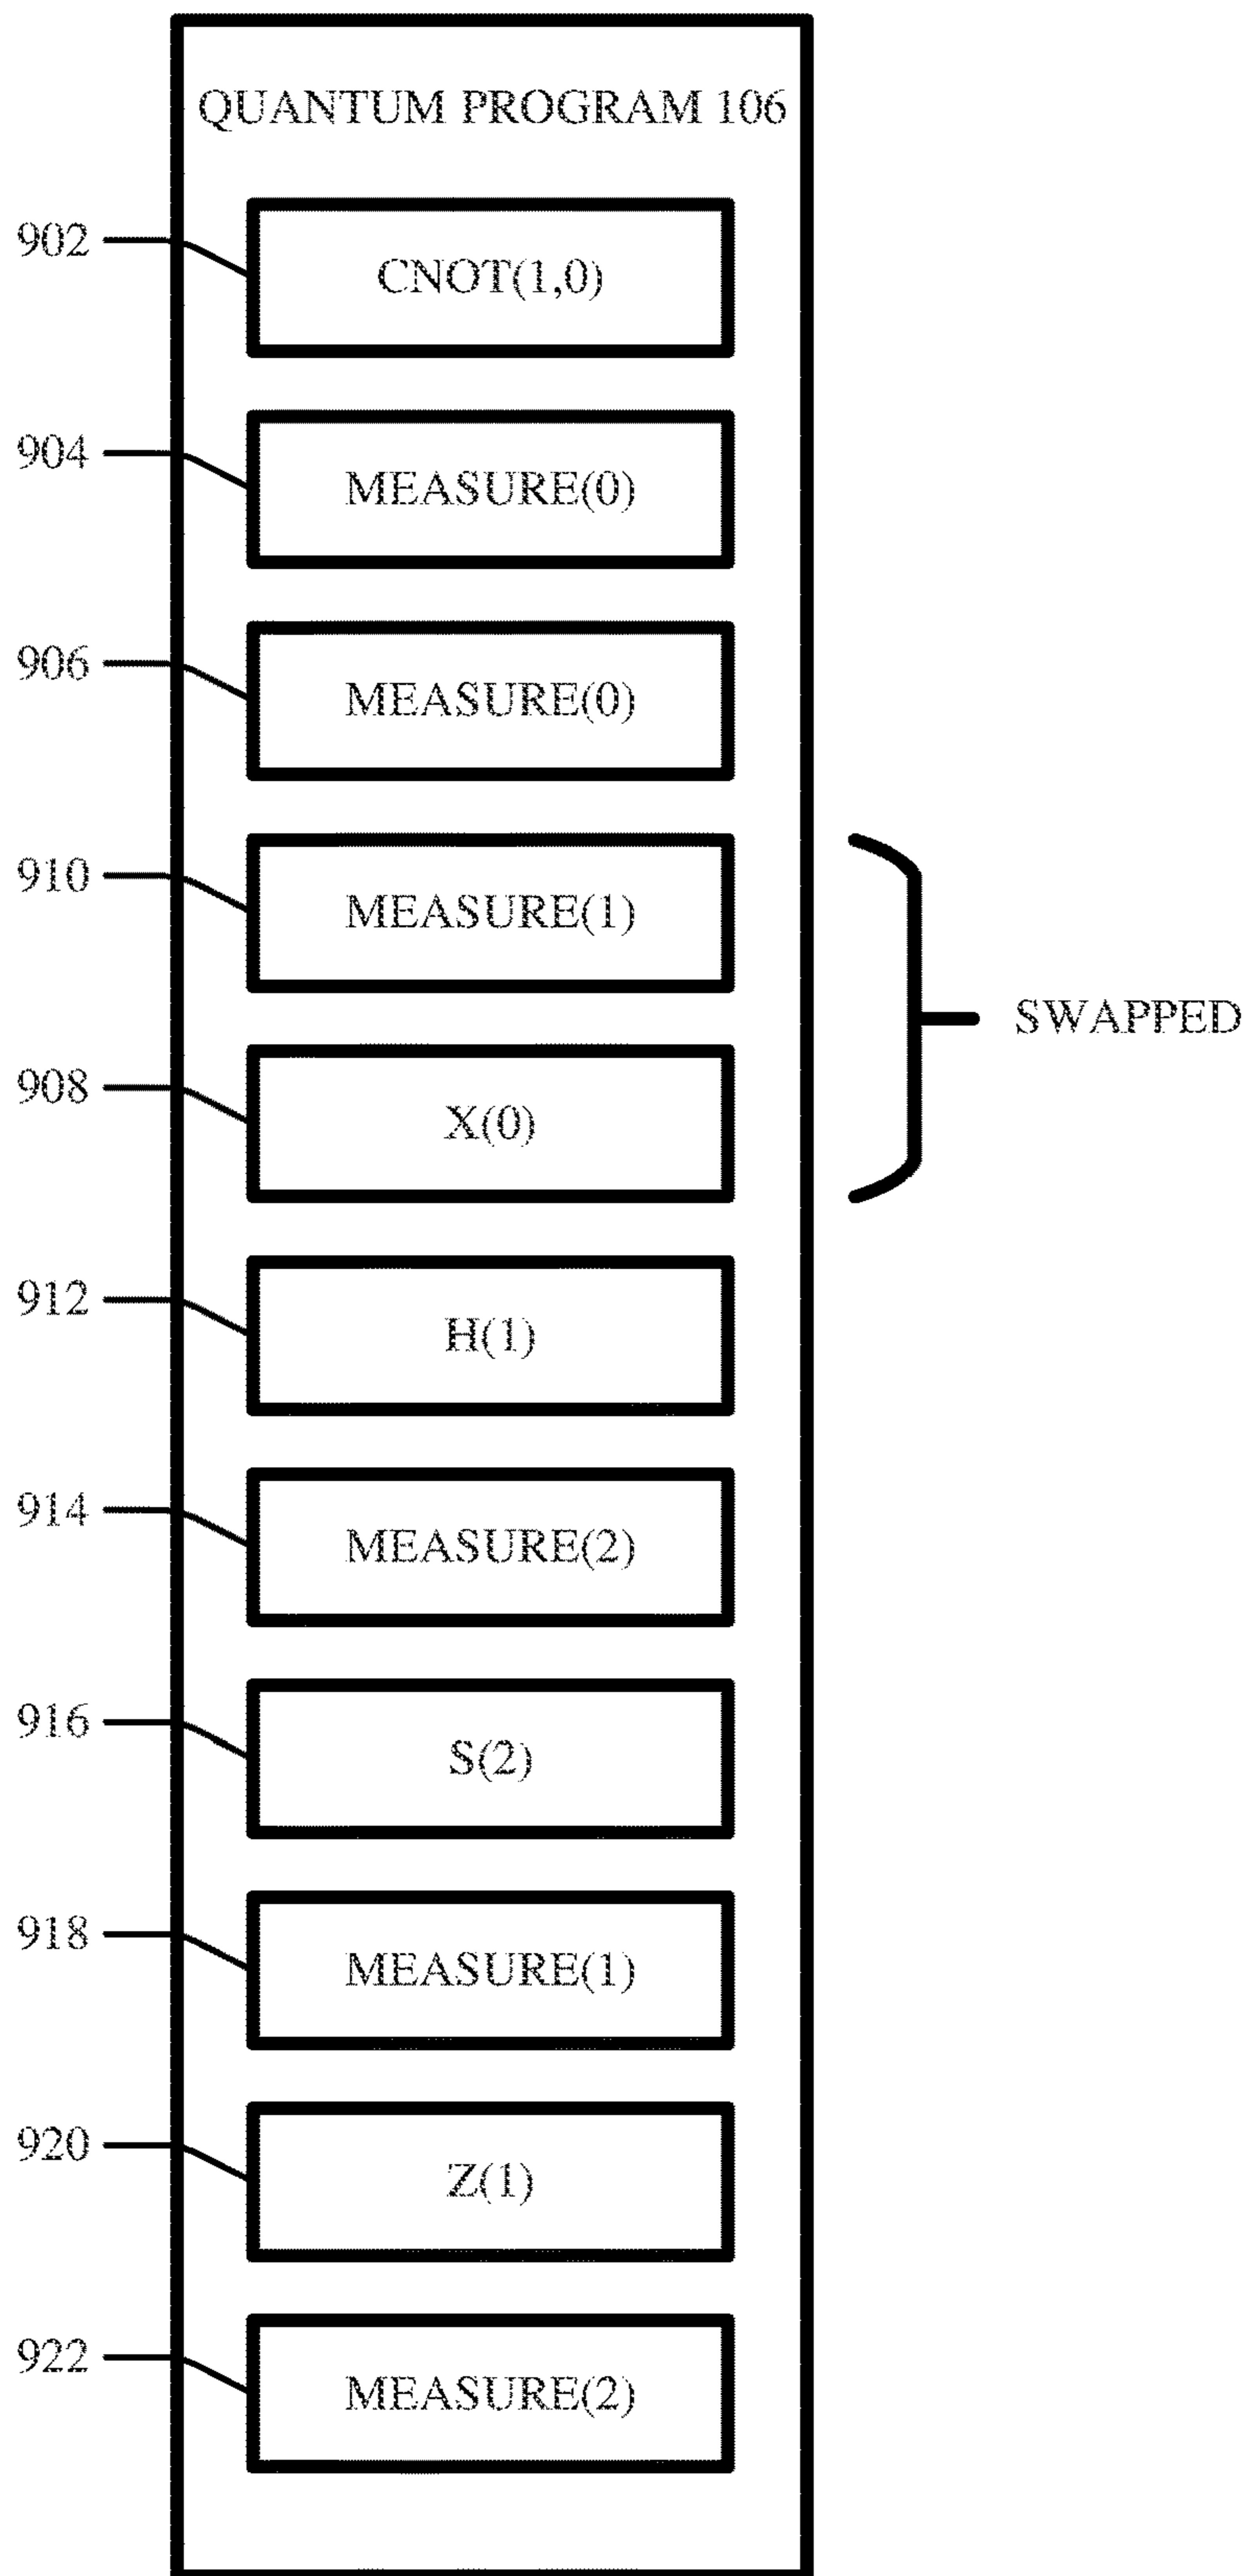 QUANTUM PROGRAM 106
902
CNOT(1,0)
904
MEASURE(0)
906
MEASURE(0)
910
MEASURE(1)
SWAPPED
908
X(0)
912
H(1)
914
MEASURE(2)
916
S(2)
918
MEASURE(1)
920
Z(1)
922
MEASURE(2)